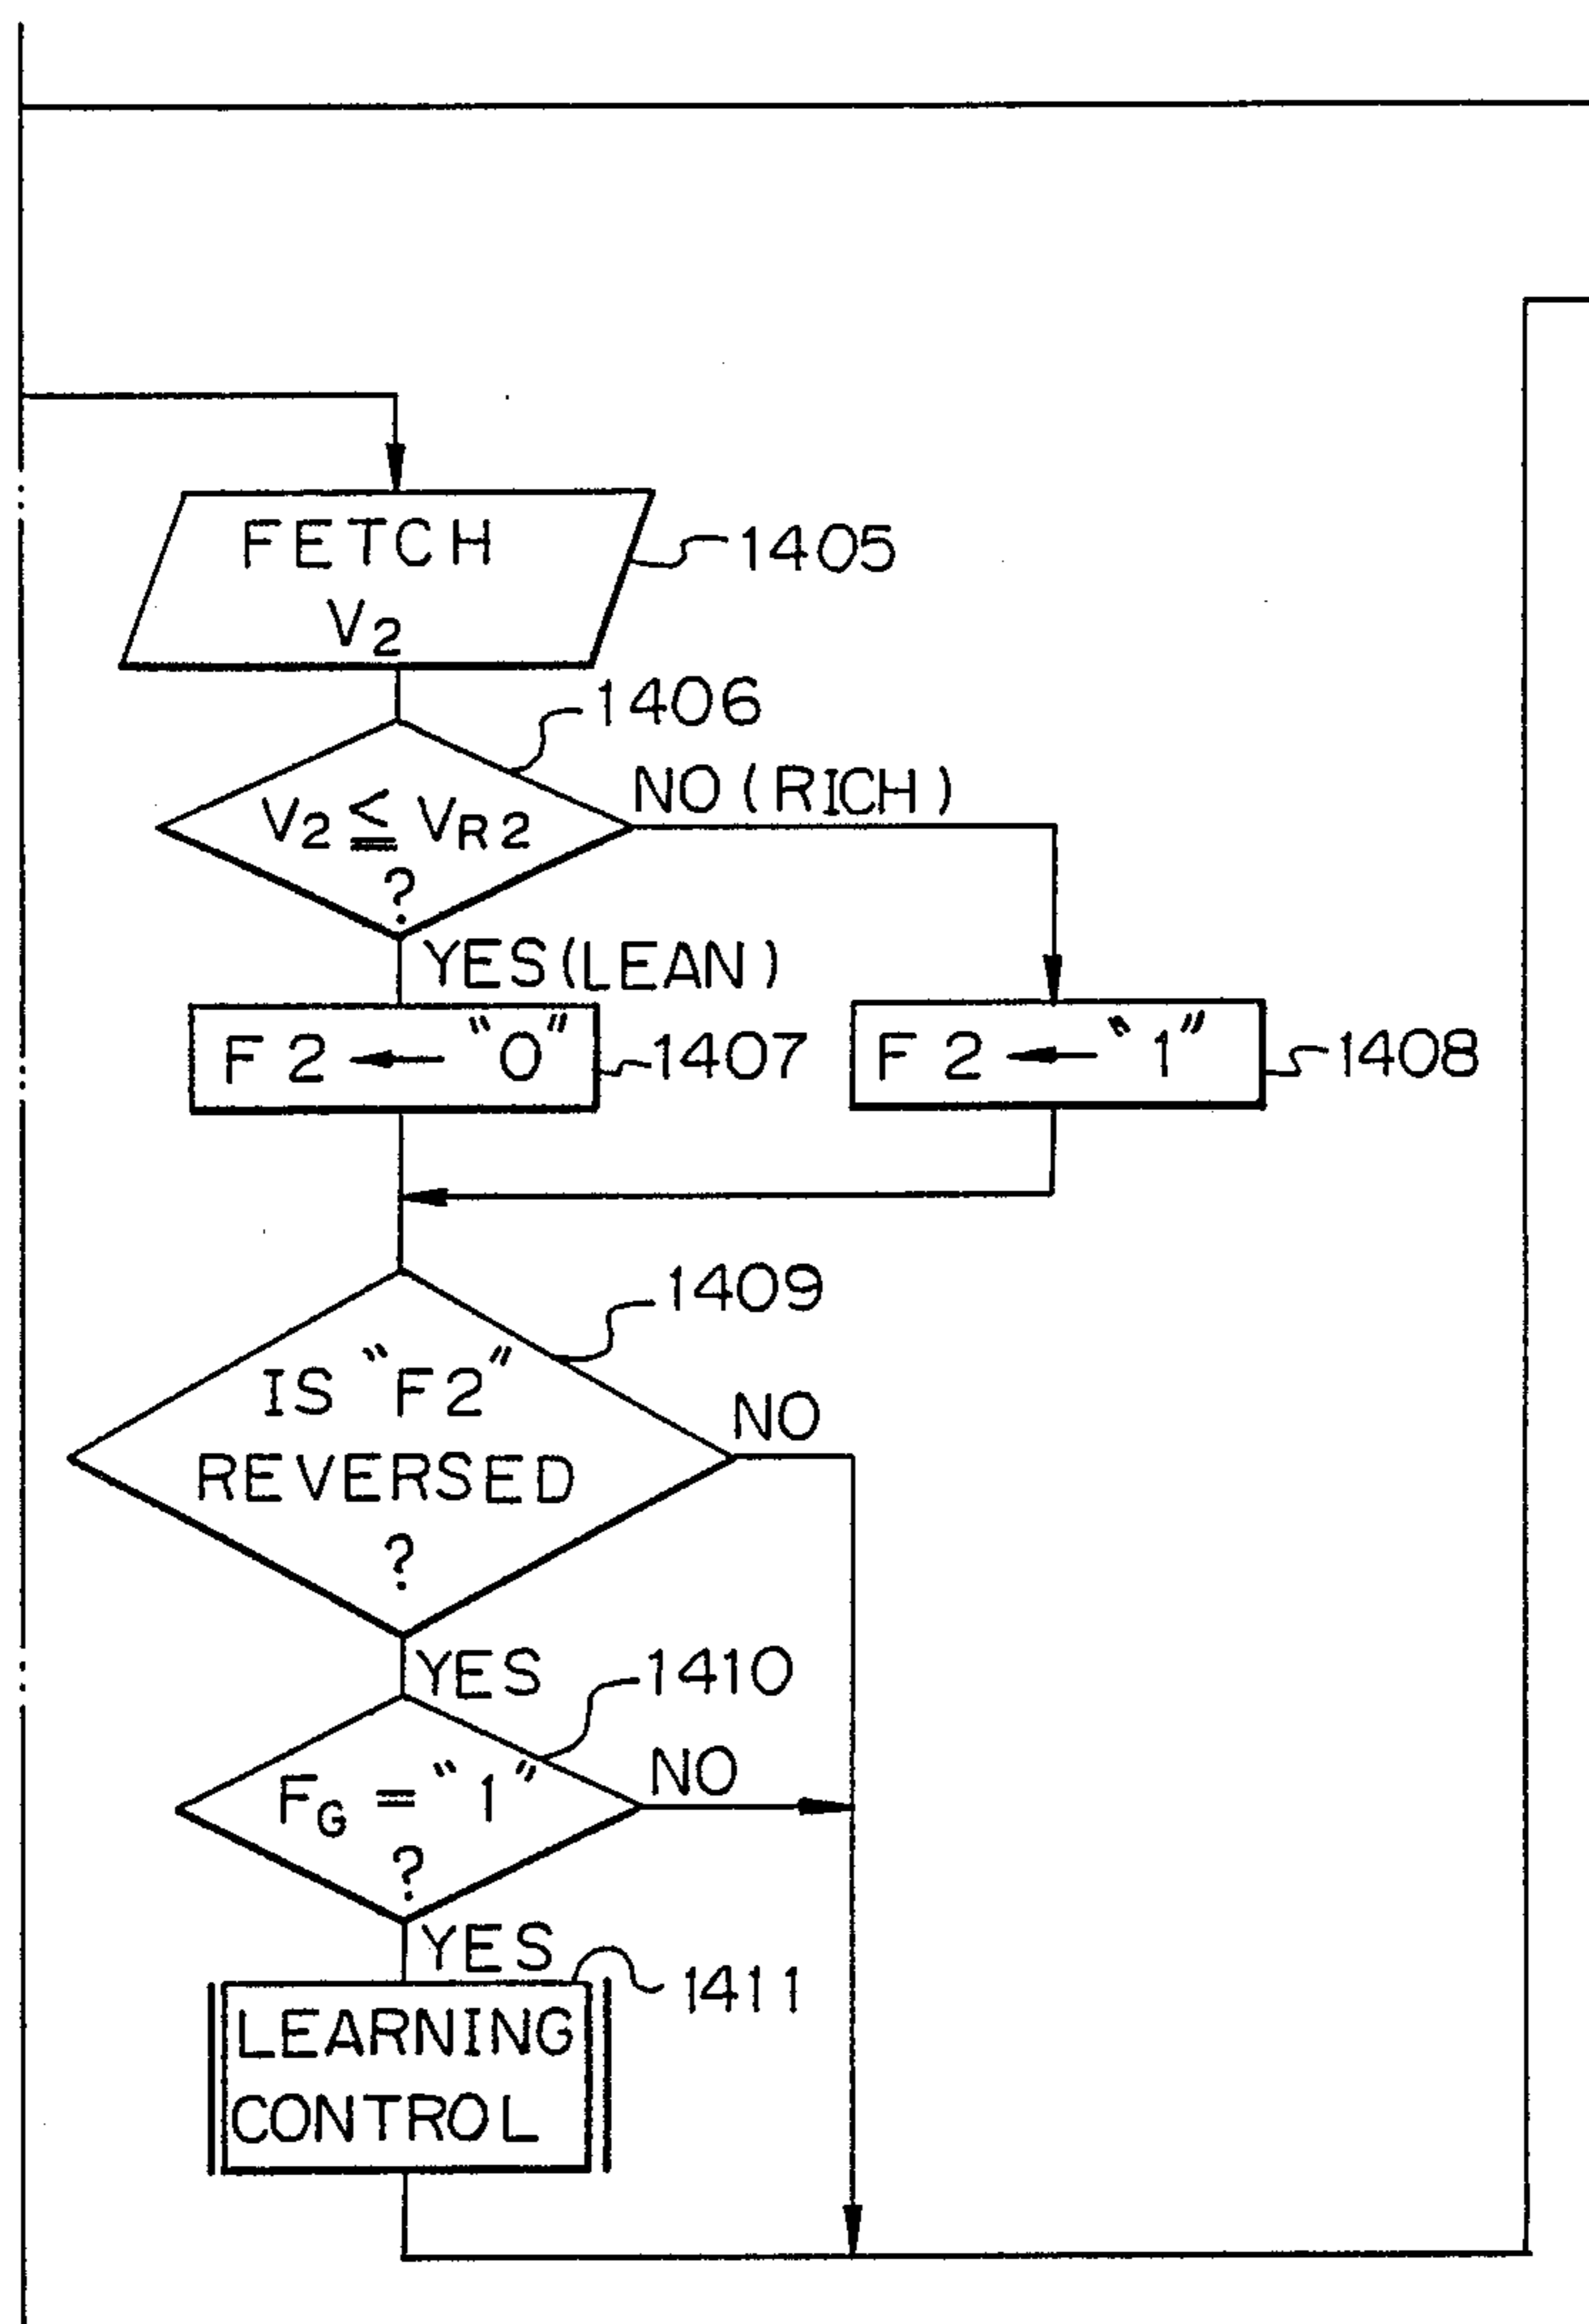 FETCH
V2
1405
1406
V2 ≦ VR2
?
NO (RICH)
YES (LEAN)
F2 ← "0"
1407
F2 ← "1"
1408
1409
IS "F2"
REVERSED
?
NO
YES
1410
FG = "1"
?
NO
YES
1411
LEARNING
CONTROL